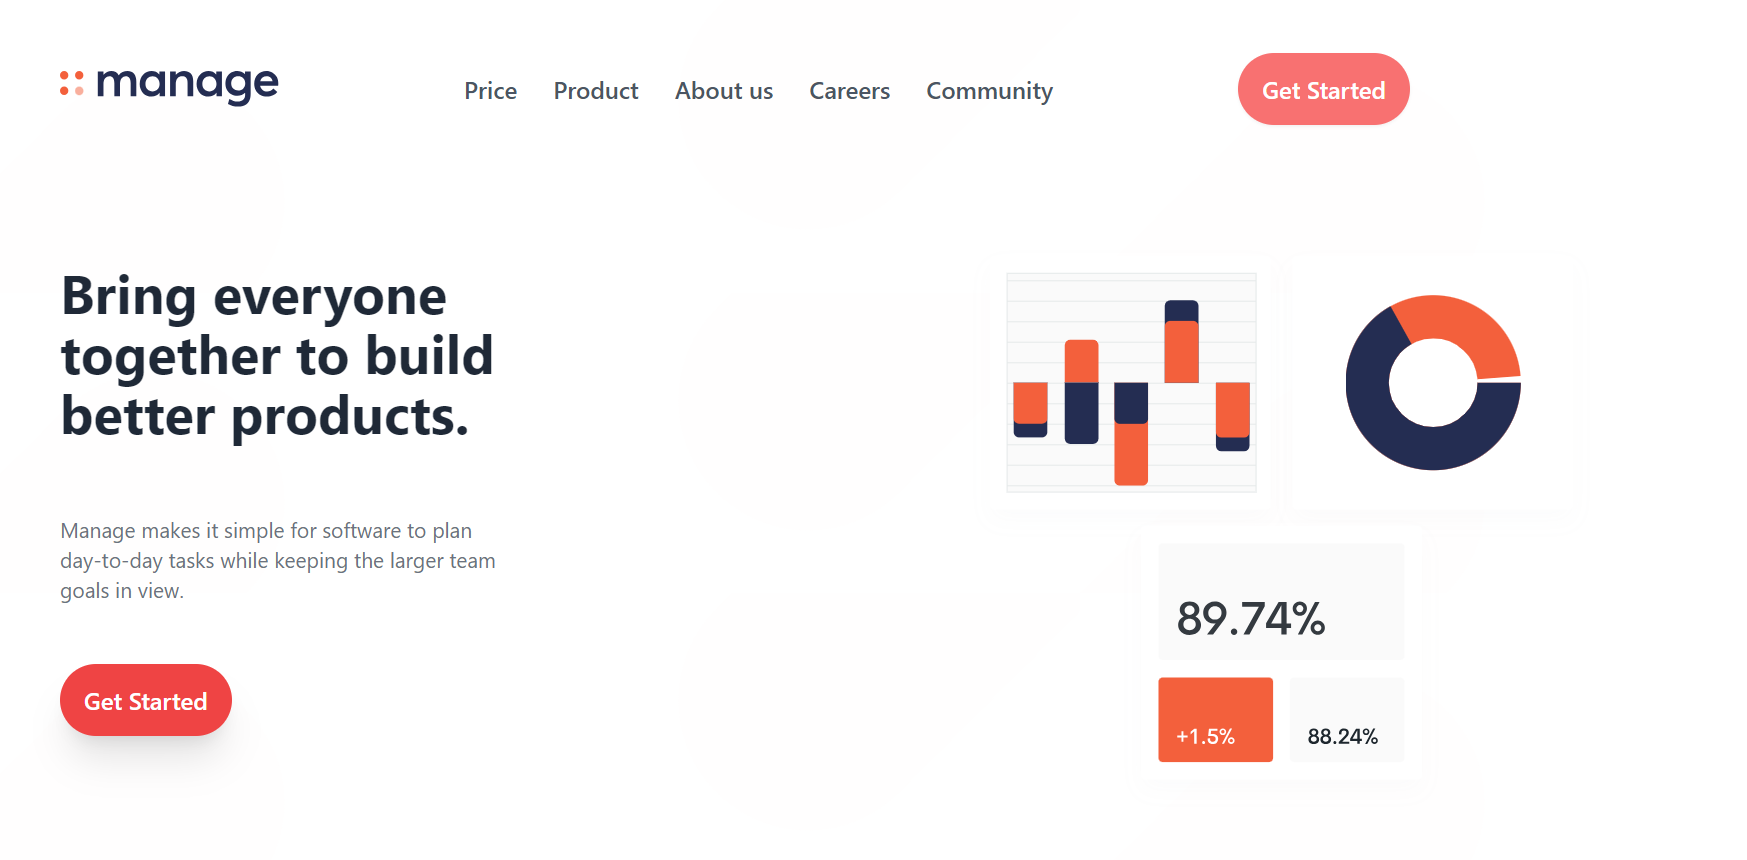 manage
Price
Product
About us
Careers
Community
Get Started
Bring everyone
together to build
better products.
Manage makes it simple for software to plan
day-to-day tasks while keeping the larger team
goals in view.
Get Started
89.74%
+1.5%
88.24%